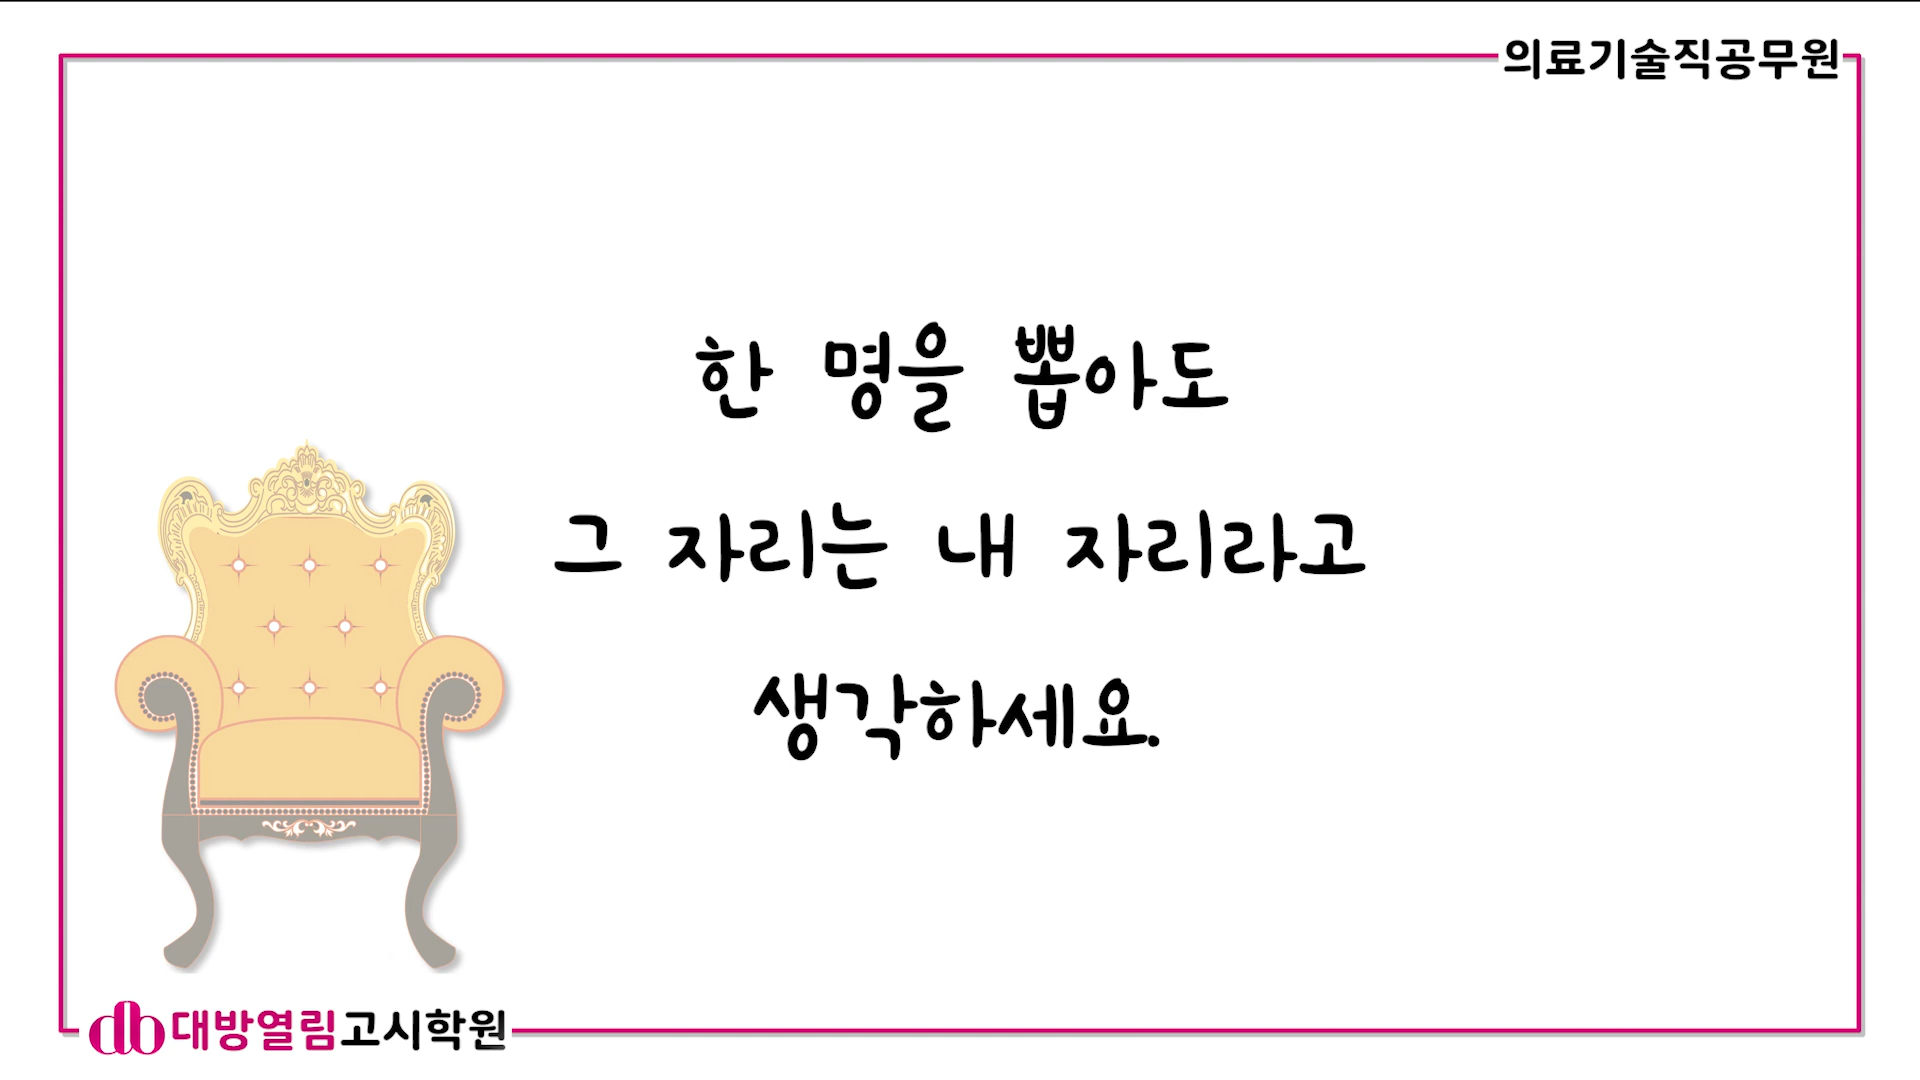 의료기술직공무원
한 명을 뽑아도
그 자리는 내 자리라고
생각하세요.
db대방열림고시학원